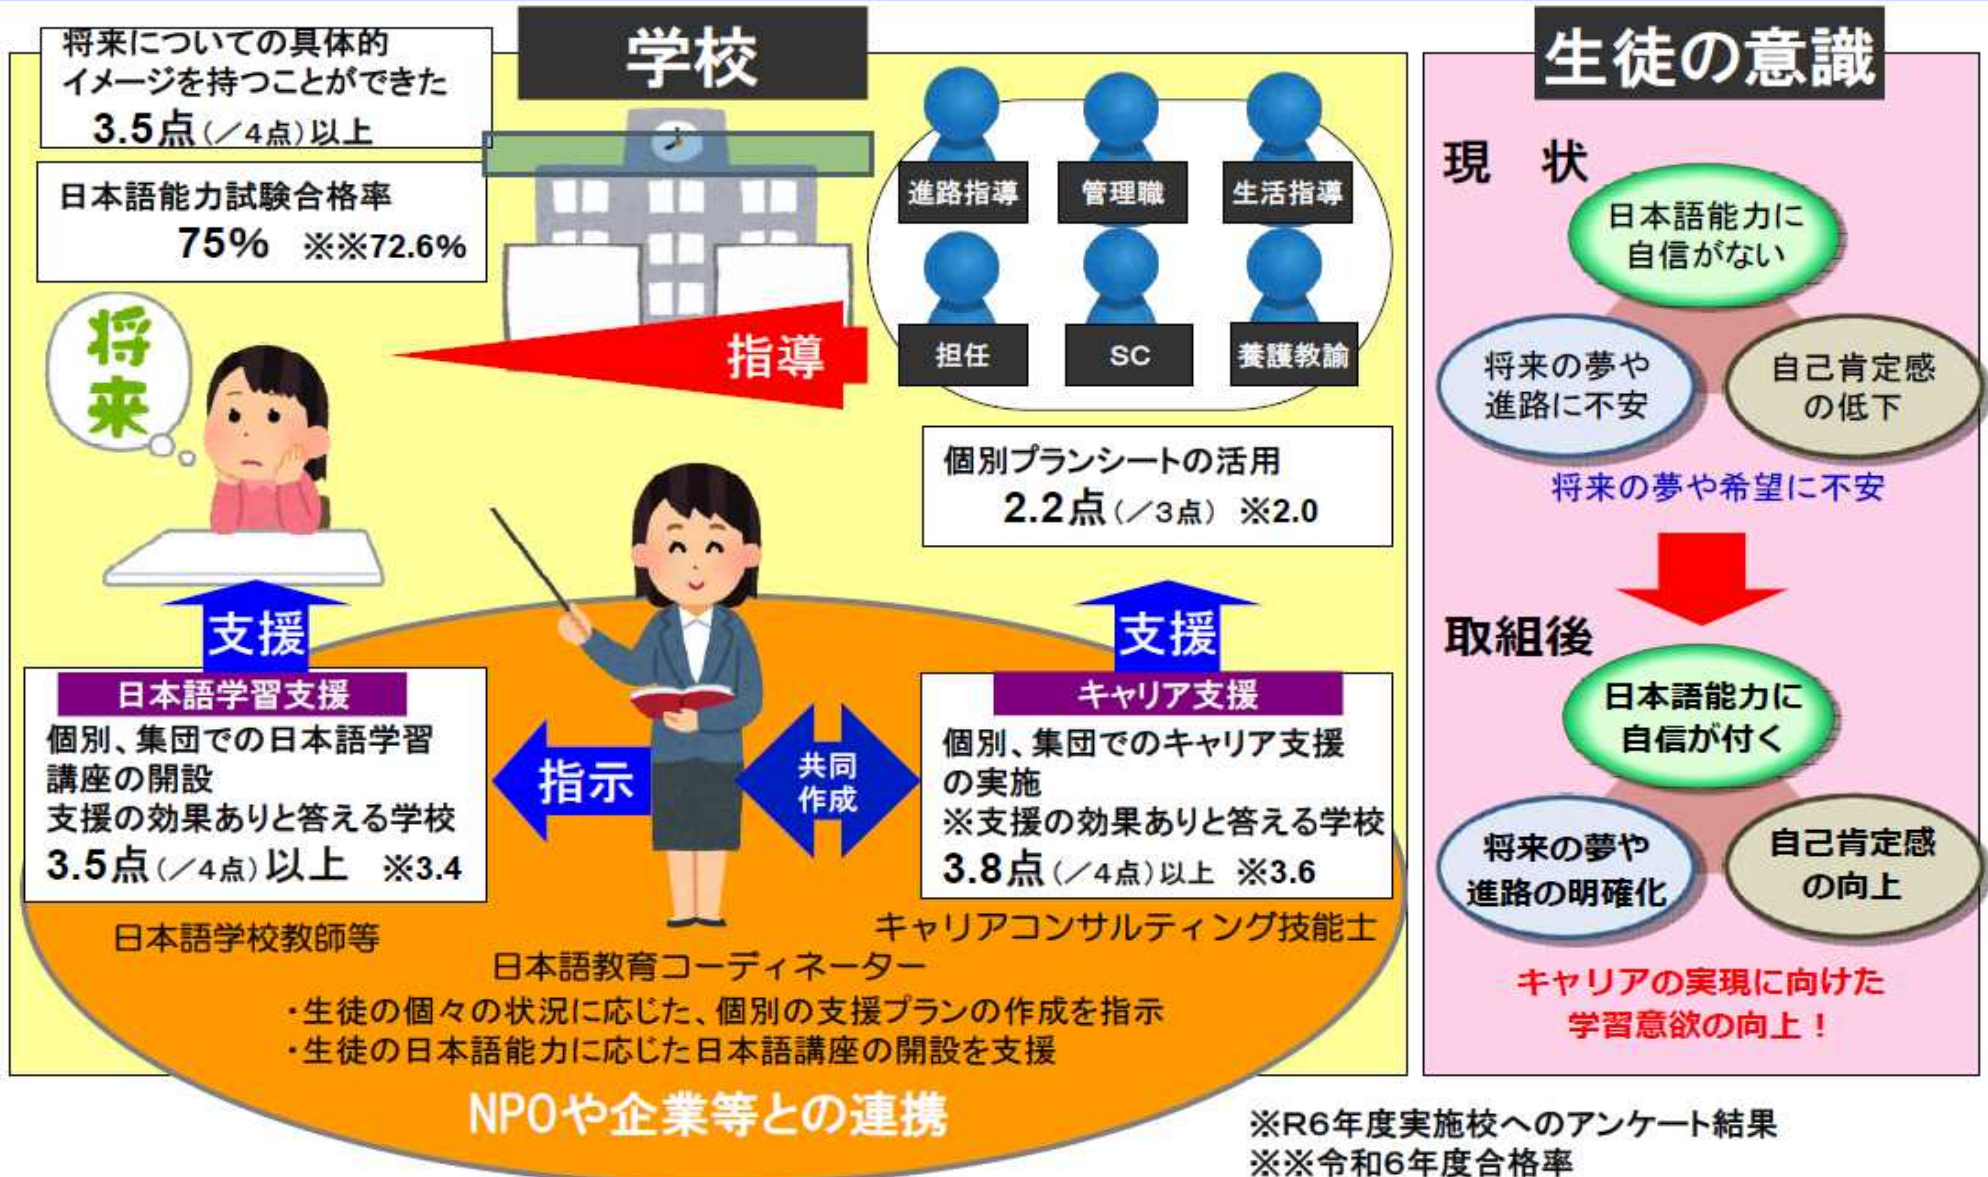 学校
将来についての具体的
イメージを持つことができた
3.5点(／4点)以上
日本語能力試験合格率
75% ※※72.6%
将
来
進路指導
管理職
生活指導
担任
SC
養護教諭
指導
個別プランシートの活用
2.2点(／3点) ※2.0
支援
支援
日本語学習支援
個別、集団での日本語学習
講座の開設
支援の効果ありと答える学校
3.5点(／4点)以上 ※3.4
指示
共同
作成
キャリア支援
個別、集団でのキャリア支援
の実施
※支援の効果ありと答える学校
3.8点(／4点)以上 ※3.6
日本語学校教師等
キャリアコンサルティング技能士
日本語教育コーディネーター
・生徒の個々の状況に応じた、個別の支援プランの作成を指示
・生徒の日本語能力に応じた日本語講座の開設を支援
NPOや企業等との連携
生徒の意識
現 状
日本語能力に
自信がない
将来の夢や
進路に不安
自己肯定感
の低下
将来の夢や希望に不安
取組後
日本語能力に
自信が付く
将来の夢や
進路の明確化
自己肯定感
の向上
キャリアの実現に向けた
学習意欲の向上！
※R6年度実施校へのアンケート結果
※※令和6年度合格率